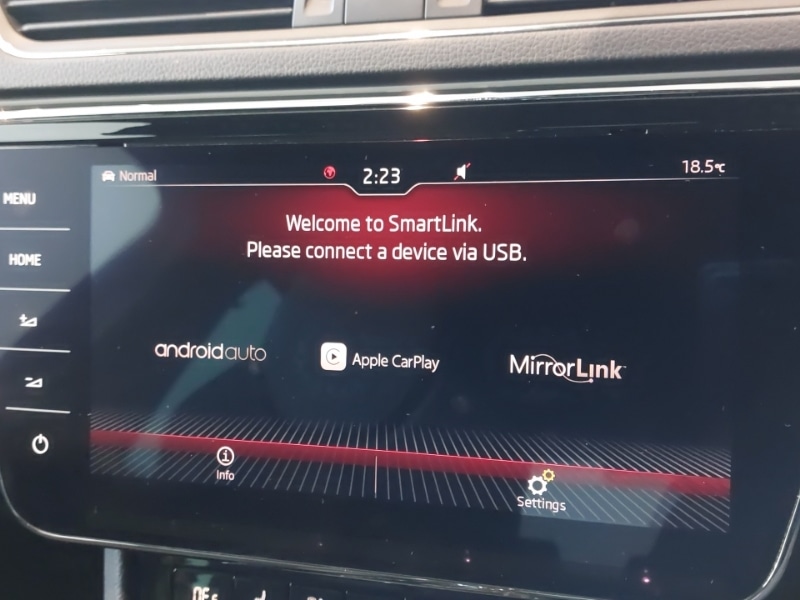 Normal
2:23
18.5°C
MENU
Welcome to SmartLink.
Please connect a device via USB.
HOME
androidauto
Apple CarPlay
MirrorLink™
Info
Settings